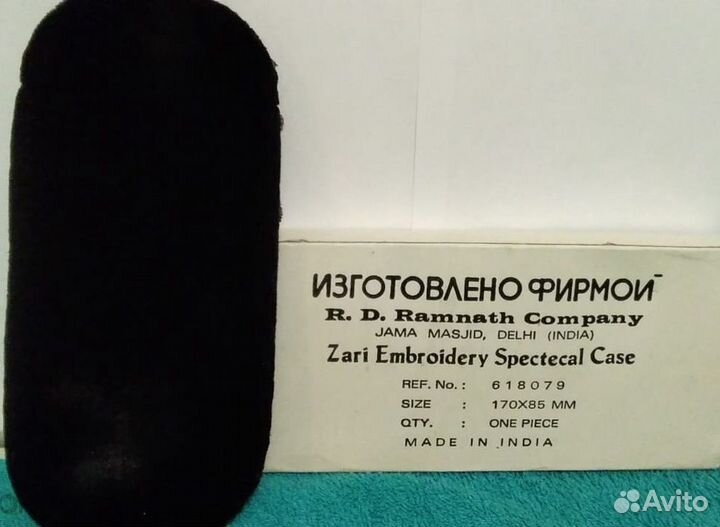 ИЗГОТОВЛЕНО ФИРМОЙ
R. D. Ramnath Company
JAMA MASJID, DELHI (INDIA)
Zari Embroidery Spectecal Case
REF. No. : 618079
SIZE : 170X85 MM
QTY. : ONE PIECE
MADE IN INDIA
Avito